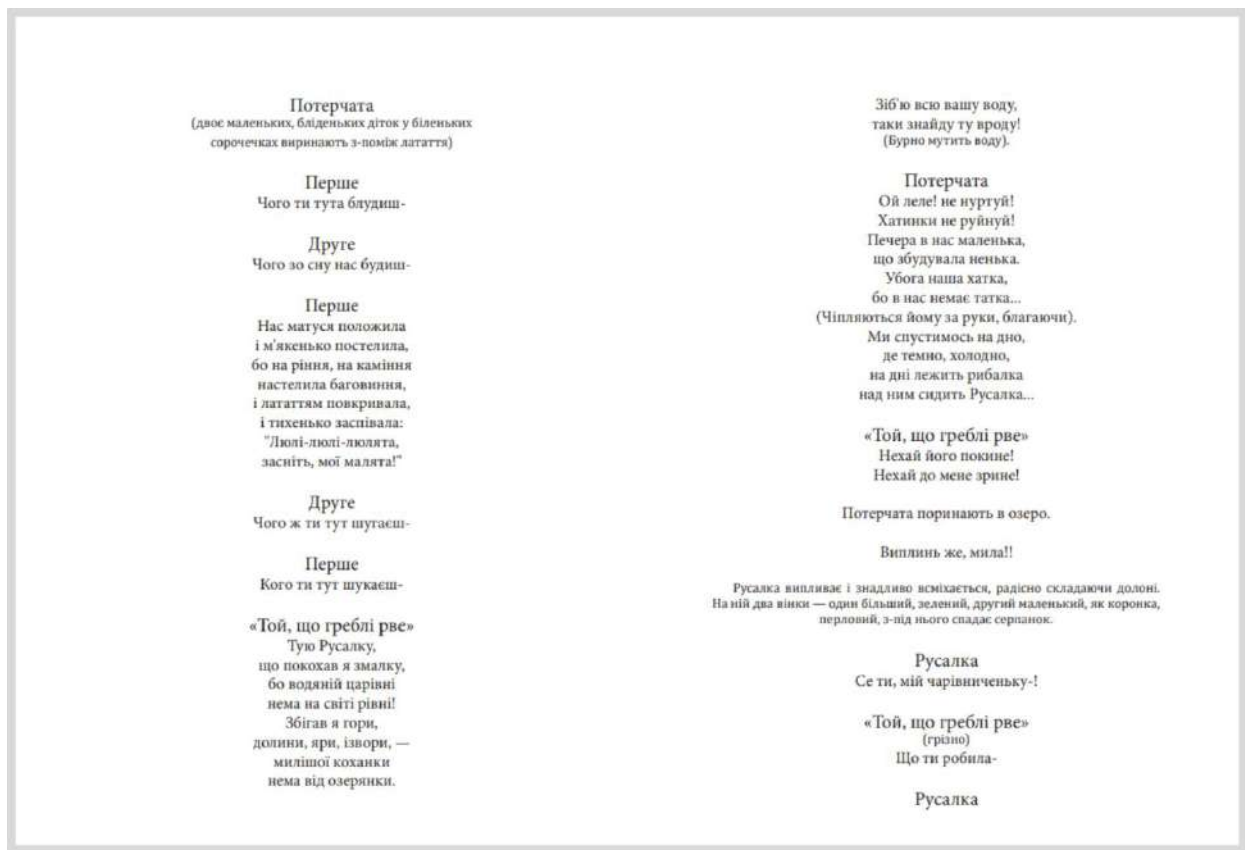 Потерчата
(двоє маленьких, бліденьких діток у біленьких
сорочечках виринають з-поміж латаття)
Перше
Чого ти тута блудиш-
Друге
Чого зо сну нас будиш-
Перше
Нас матуся положила
і м'якенько постелила,
бо на ріння, на каміння
настелила баговиння,
і лататтям повкривала,
і тихенько заспівала:
"Люлі-люлі-люлята,
засніть, мої малята!"
Друге
Чого ж ти тут шугаєш-
Перше
Кого ти тут шукаєш-
«Той, що греблі рве»
Тую Русалку,
що покохав я змалку,
бо водяній царівні
нема на світі рівні!
Збігав я гори,
долини, яри, ізвори, —
милішої коханки
нема від озерянки.
Зіб'ю всю вашу воду,
таки знайду ту вроду!
(Бурно мутить воду).
Потерчата
Ой леле! не нуртуй!
Хатинки не руйнуй!
Печера в нас маленька,
що збудувала ненька.
Убога наша хатка,
бо в нас немає татка...
(Чіпляються йому за руки, благаючи).
Ми спустимось на дно,
де темно, холодно,
на дні лежить рибалка
над ним сидить Русалка...
«Той, що греблі рве»
Нехай його покине!
Нехай до мене зрине!
Потерчата поринають в озеро.
Виплинь же, мила!!
Русалка випливає і знадливо всміхається, радісно складаючи долоні.
На ній два вінки — один більший, зелений, другий маленький, як коронка,
перловий, з-під нього спадає серпанок.
Русалка
Се ти, мій чарівниченьку-!
«Той, що греблі рве»
(грізно)
Що ти робила-
Русалка